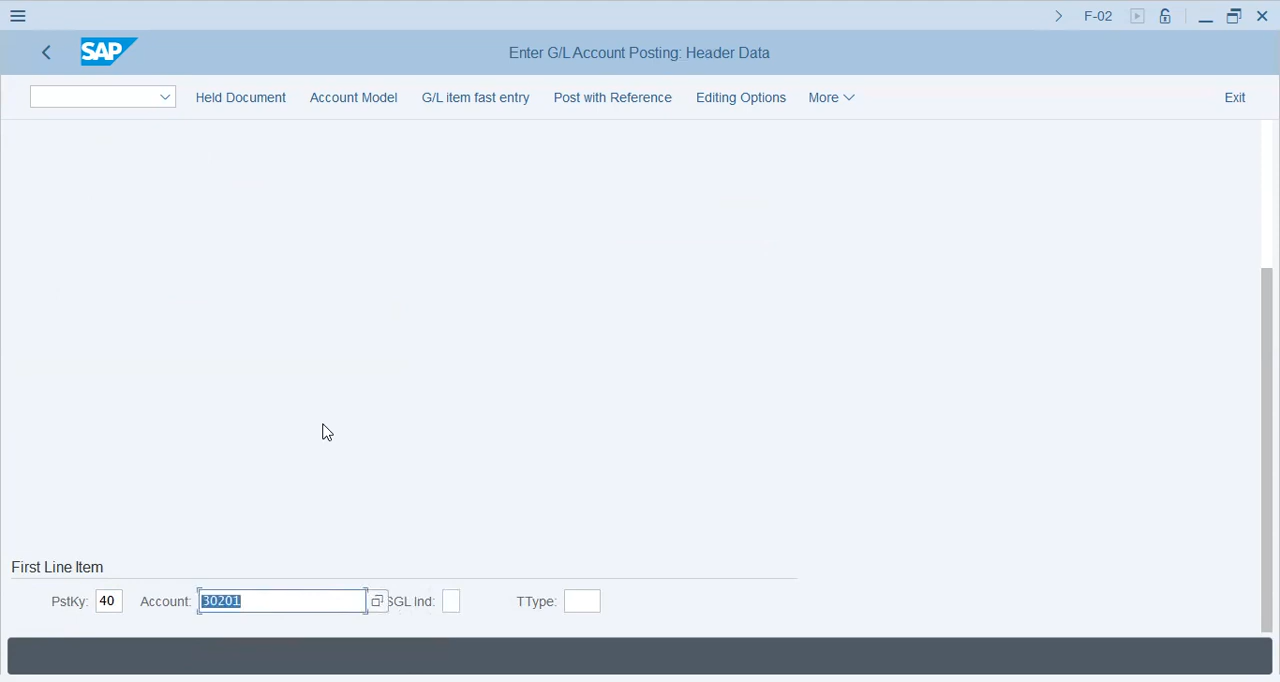 F-02
SAP
Enter G/L Account Posting: Header Data
Held Document Account Model G/L item fast entry Post with Reference Editing Options More Exit
First Line Item
PstKy: 40 Account: 30201 SGL Ind: TType: